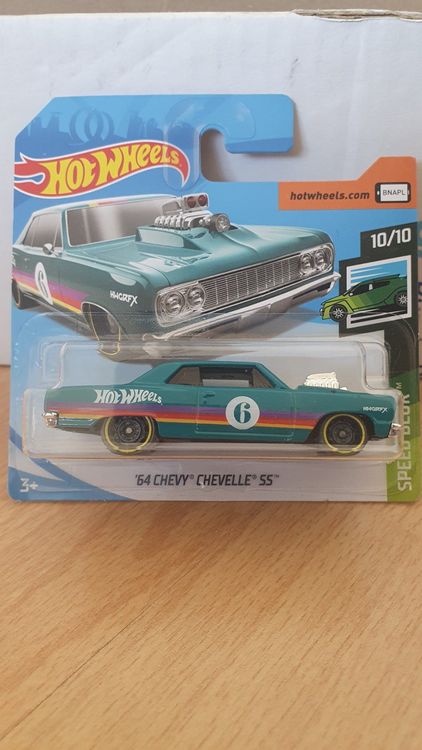 HOT WHEELS
hotwheels.com
BNAPL
10/10
6
HWGRFX
HOT WHEELS
6
HWGRFX
SPEED BLUR™
'64 CHEVY® CHEVELLE® SS™
3+